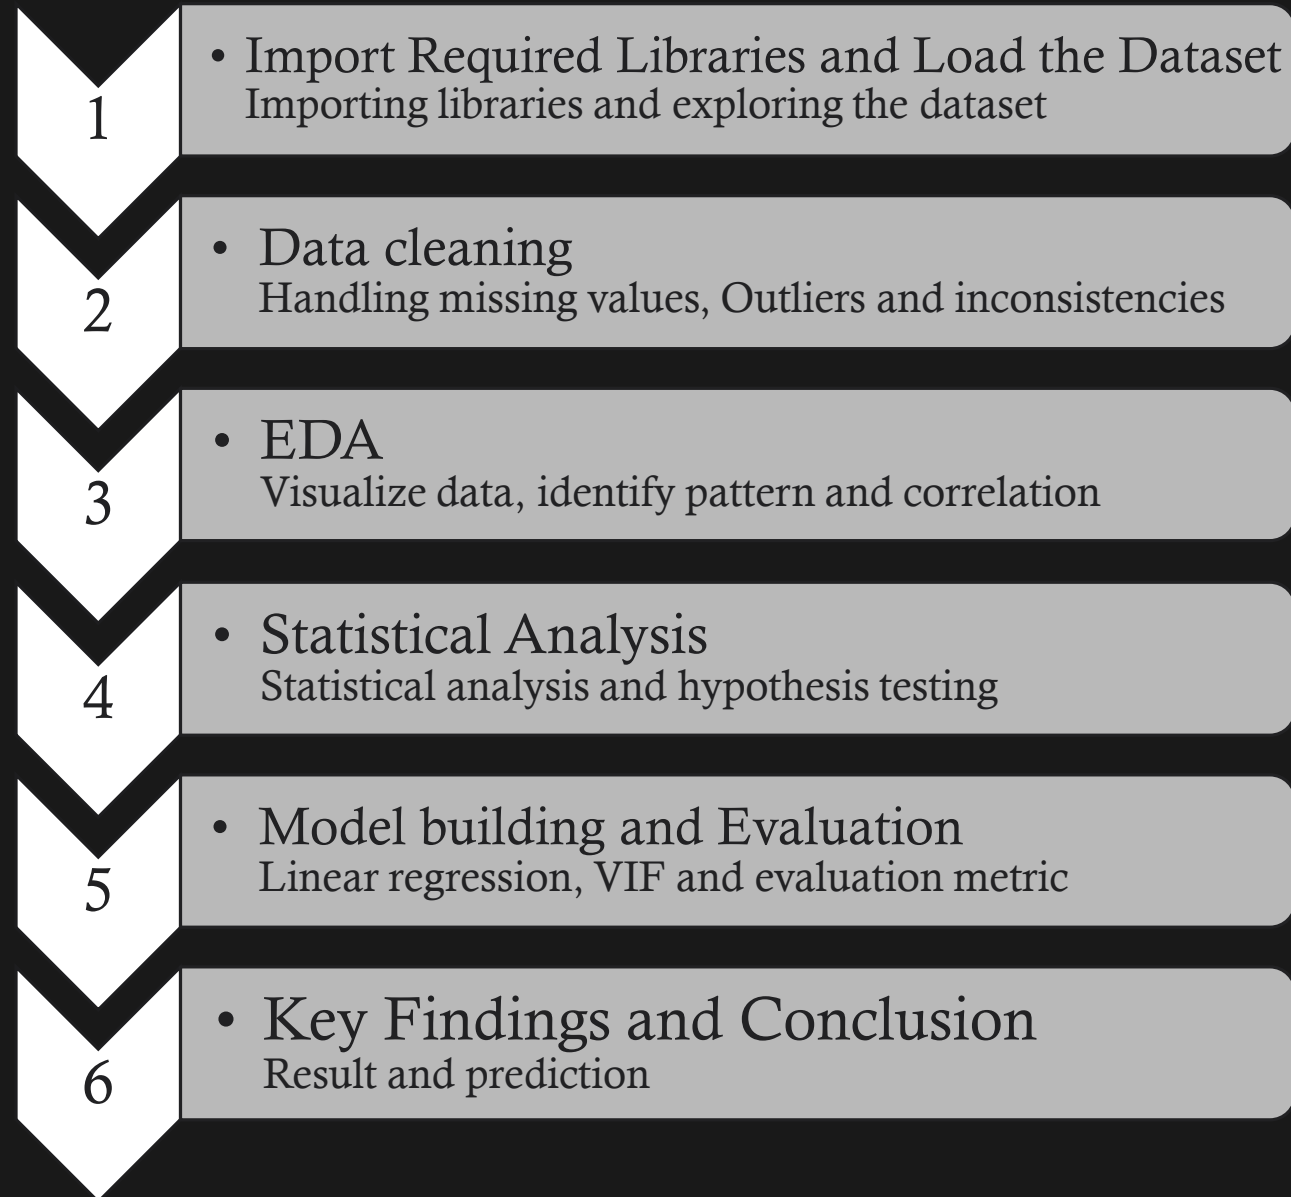 1
• Import Required Libraries and Load the Dataset
Importing libraries and exploring the dataset
2
• Data cleaning
Handling missing values, Outliers and inconsistencies
3
• EDA
Visualize data, identify pattern and correlation
4
• Statistical Analysis
Statistical analysis and hypothesis testing
5
• Model building and Evaluation
Linear regression, VIF and evaluation metric
6
• Key Findings and Conclusion
Result and prediction